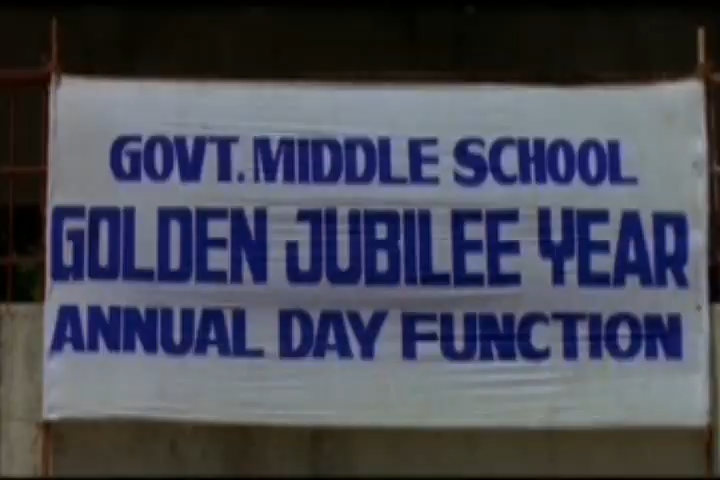 GOVT. MIDDLE SCHOOL
GOLDEN JUBILEE YEAR
ANNUAL DAY FUNCTION